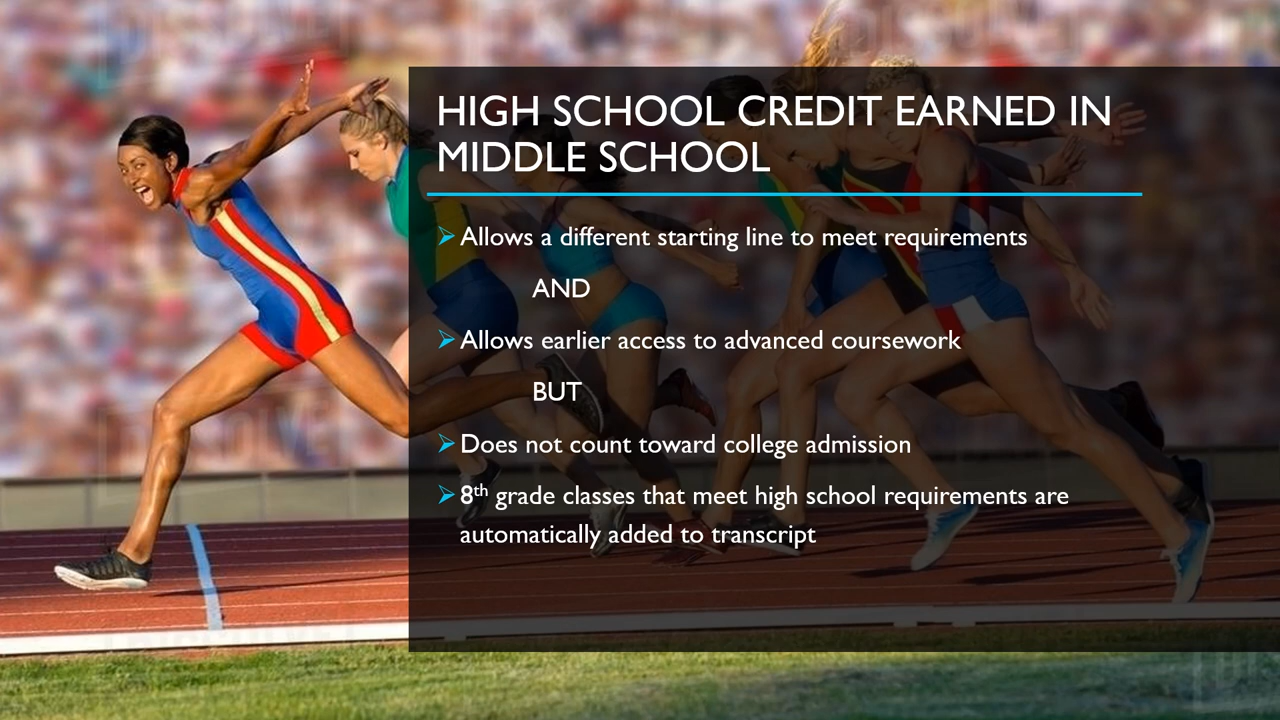 HIGH SCHOOL CREDIT EARNED IN
MIDDLE SCHOOL
Allows a different starting line to meet requirements
AND
Allows earlier access to advanced coursework
BUT
Does not count toward college admission
8th grade classes that meet high school requirements are
automatically added to transcript